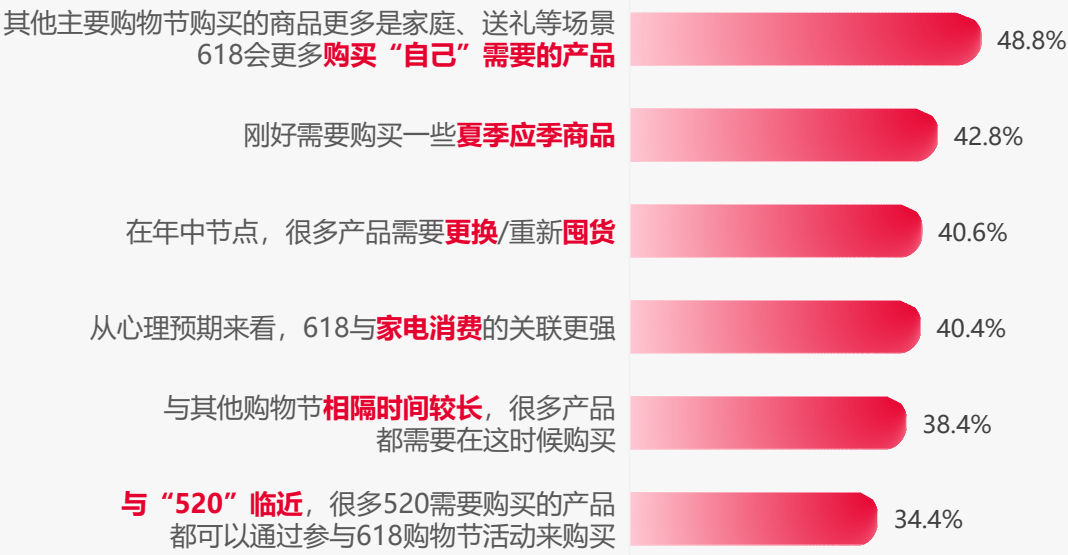 其他主要购物节购买的商品更多是家庭、送礼等场景
618会更多购买“自己”需要的产品
48.8%
刚好需要购买一些夏季应季商品
42.8%
在年中节点，很多产品需要更换/重新囤货
40.6%
从心理预期来看，618与家电消费的关联更强
40.4%
与其他购物节相隔时间较长，很多产品
都需要在这时候购买
38.4%
与“520”临近，很多520需要购买的产品
都可以通过参与618购物节活动来购买
34.4%